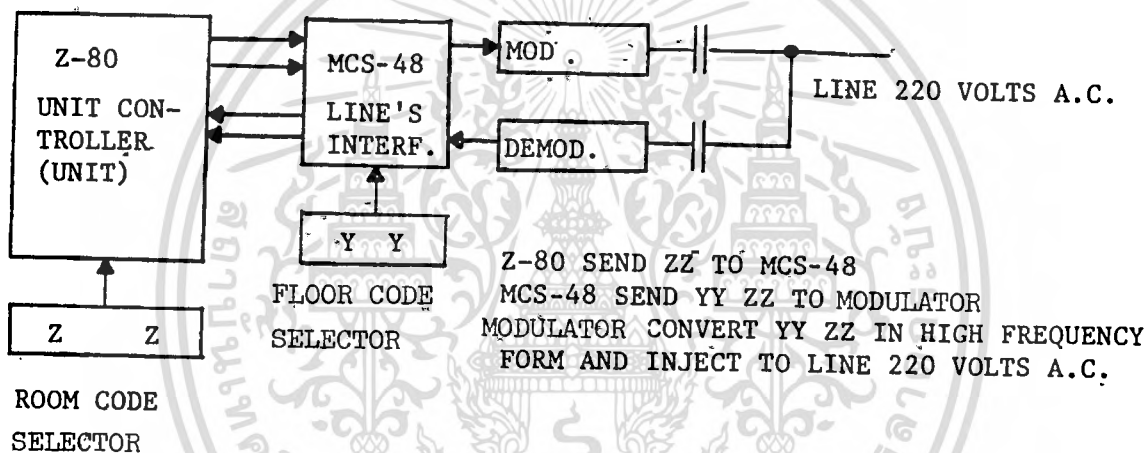 Z-80
UNIT CON-
TROLLER
(UNIT)
MCS-48
LINE'S
INTERF.
MOD.
DEMOD.
LINE 220 VOLTS A.C.
Y Y
FLOOR CODE
SELECTOR
Z Z
ROOM CODE
SELECTOR
Z-80 SEND ZZ TO MCS-48
MCS-48 SEND YY ZZ TO MODULATOR
MODULATOR CONVERT YY ZZ IN HIGH FREQUENCY
FORM AND INJECT TO LINE 220 VOLTS A.C.